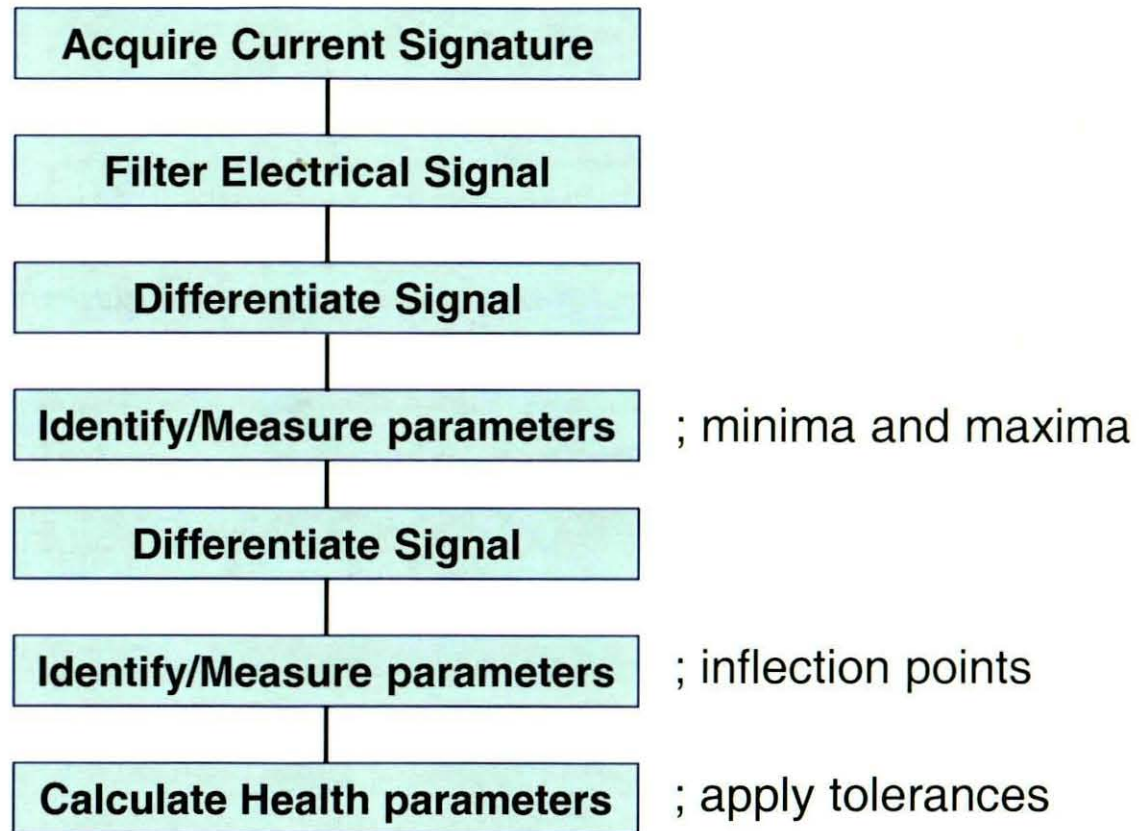 Acquire Current Signature
Filter Electrical Signal
Differentiate Signal
Identify/Measure parameters ; minima and maxima
Differentiate Signal
Identify/Measure parameters ; inflection points
Calculate Health parameters ; apply tolerances